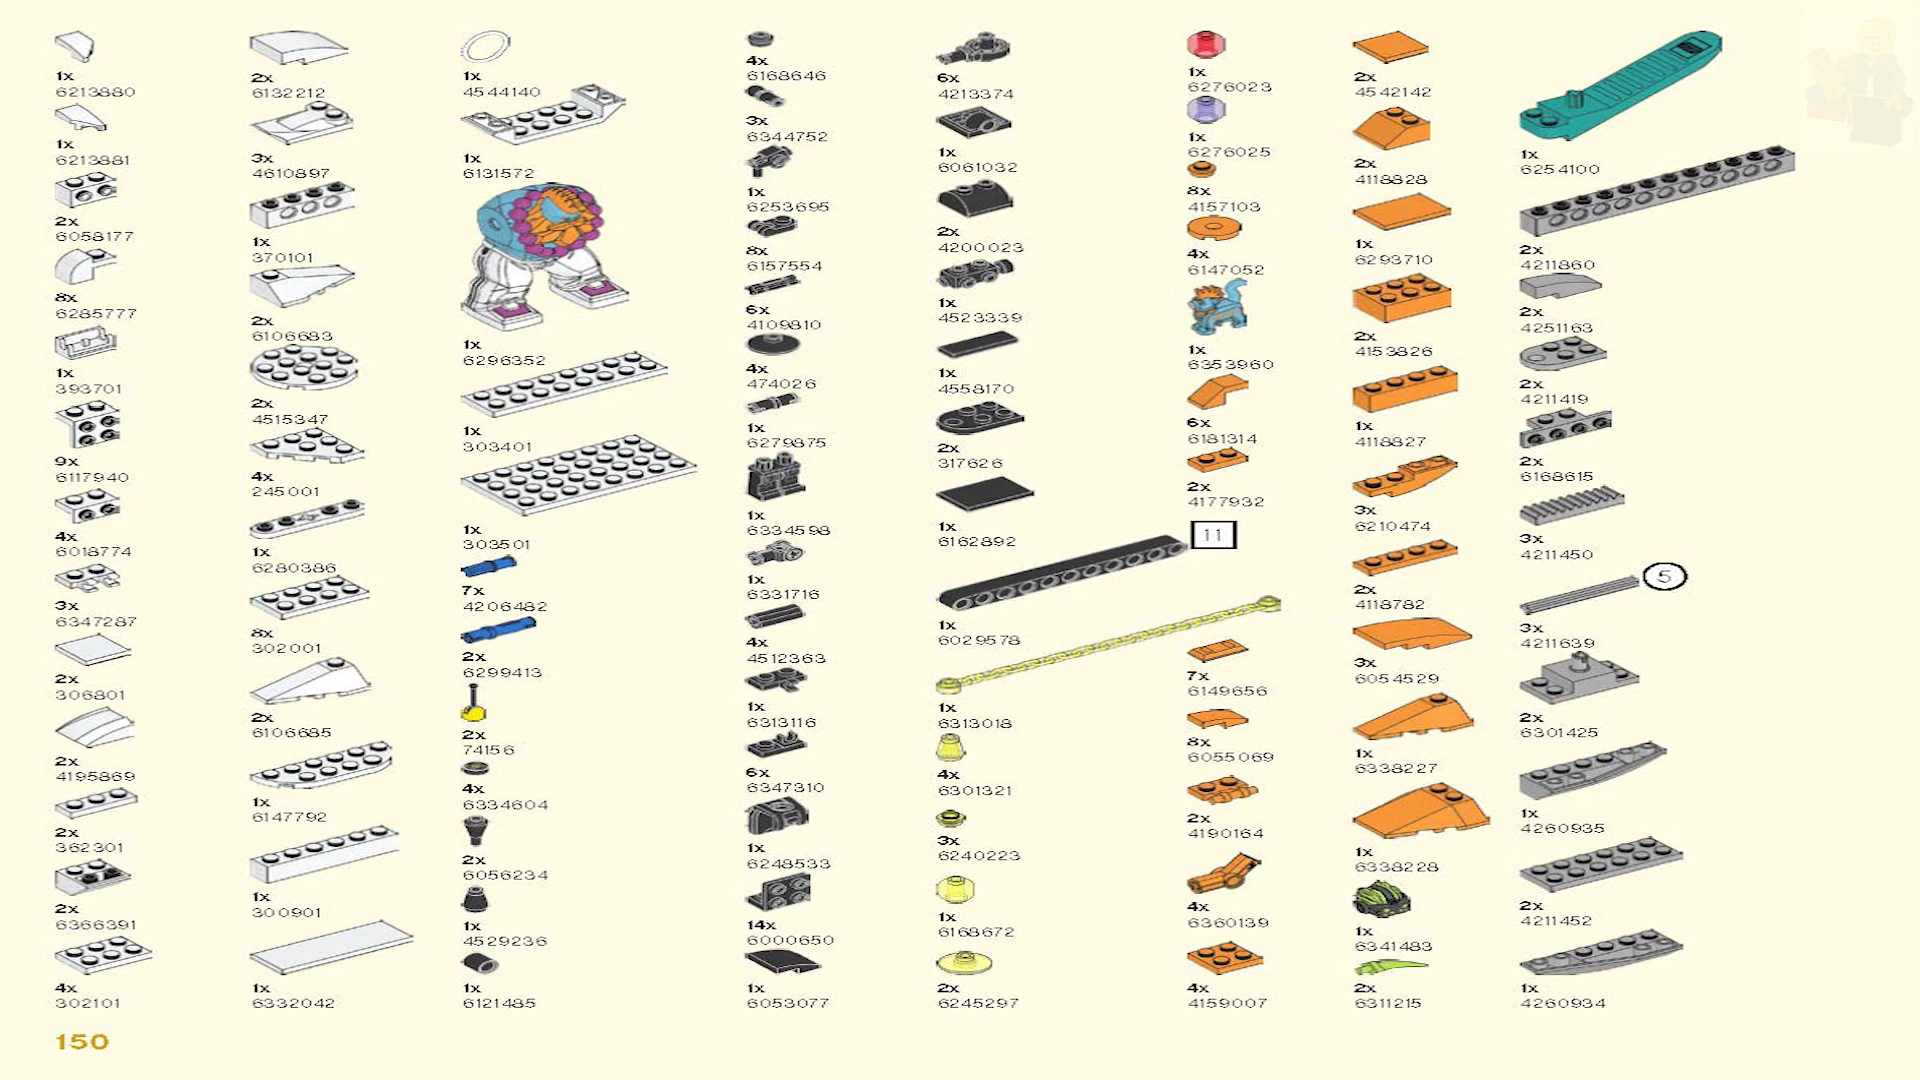 1x
6213880
1x
6213881
2x
6058177
8x
6285777
1x
393701
9x
6117940
4x
6018774
3x
6347287
2x
306801
2x
4195869
2x
362301
2x
6366391
4x
302101
2x
6132212
3x
4610897
1x
370101
2x
6106683
2x
4515347
4x
245001
1x
6280386
8x
302001
2x
6106685
1x
6147792
1x
300901
1x
6332042
1x
4544140
1x
6131572
1x
6296352
1x
303401
1x
303501
7x
4206482
2x
6299413
2x
74156
4x
6334604
2x
6056234
1x
4529236
1x
6121485
4x
6168646
3x
6344752
1x
6253695
8x
6157554
6x
4109810
4x
474026
1x
6279875
1x
6334598
1x
6331716
4x
4512363
1x
6313116
6x
6347310
1x
6248533
14x
6000650
1x
6053077
6x
4213374
1x
6061032
2x
4200023
1x
4523339
1x
4558170
2x
317626
1x
6162892
11
1x
6029578
1x
6313018
4x
6301321
3x
6240223
1x
6168672
2x
6245297
1x
6276023
1x
6276025
8x
4157103
4x
6147052
1x
6353960
6x
6181314
2x
4177932
7x
6149656
8x
6055069
2x
4190164
4x
6360139
4x
4159007
2x
4542142
2x
4118828
1x
6293710
2x
4153826
1x
4118827
3x
6210474
2x
4118782
3x
6054529
1x
6338227
1x
6338228
1x
6341483
2x
6311215
1x
6254100
2x
4211860
2x
4251163
2x
4211419
2x
6168615
3x
4211450
5
3x
4211639
2x
6301425
1x
4260935
2x
4211452
1x
4260934
150